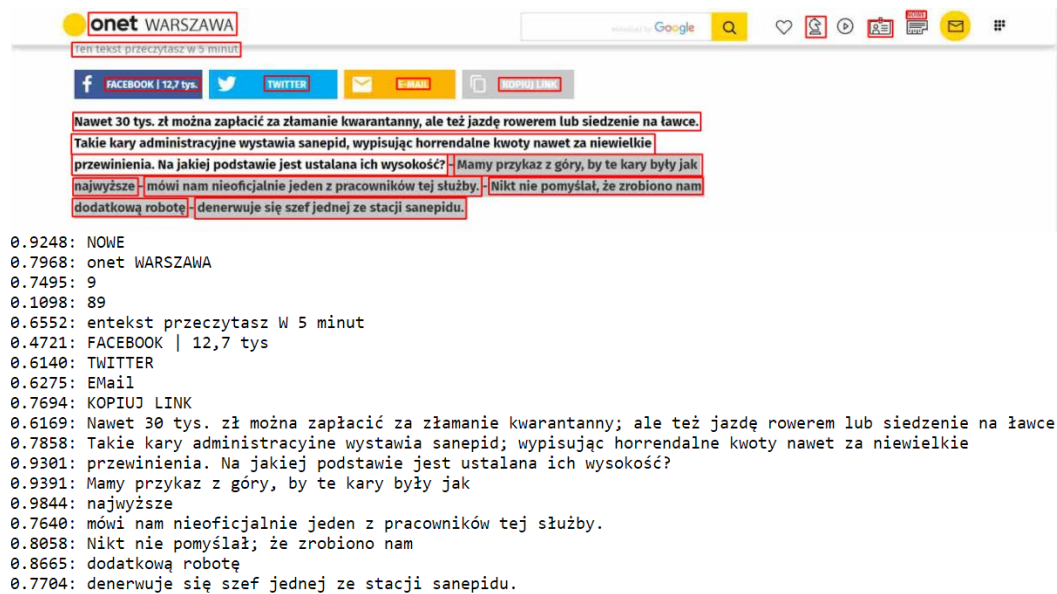 onet WARSZAWA
Google
NOWE
Ten tekst przeczytasz w 5 minut
FACEBOOK | 12,7 tys.
TWITTER
E-MAIL
KOPIUJ LINK
Nawet 30 tys. zł można zapłacić za złamanie kwarantanny, ale też jazdę rowerem lub siedzenie na ławce.
Takie kary administracyjne wystawia sanepid, wypisując horrendalne kwoty nawet za niewielkie
przewinienia. Na jakiej podstawie jest ustalana ich wysokość? - Mamy przykaz z góry, by te kary były jak
najwyższe - mówi nam nieoficjalnie jeden z pracowników tej służby. - Nikt nie pomyślał, że zrobiono nam
dodatkową robotę - denerwuje się szef jednej ze stacji sanepidu.
0.9248: NOWE
0.7968: onet WARSZAWA
0.7495: 9
0.1098: 89
0.6552: entekst przeczytasz W 5 minut
0.4721: FACEBOOK | 12,7 tys
0.6140: TWITTER
0.6275: EMail
0.7694: KOPIUJ LINK
0.6169: Nawet 30 tys. zł można zapłacić za złamanie kwarantanny; ale też jazdę rowerem lub siedzenie na ławce
0.7858: Takie kary administracyine wystawia sanepid; wypisując horrendalne kwoty nawet za niewielkie
0.9301: przewinienia. Na jakiej podstawie jest ustalana ich wysokość?
0.9391: Mamy przykaz z góry, by te kary były jak
0.9844: najwyższe
0.7640: mówi nam nieoficjalnie jeden z pracowników tej służby.
0.8058: Nikt nie pomyślał; że zrobiono nam
0.8665: dodatkową robotę
0.7704: denerwuje się szef jednej ze stacji sanepidu.